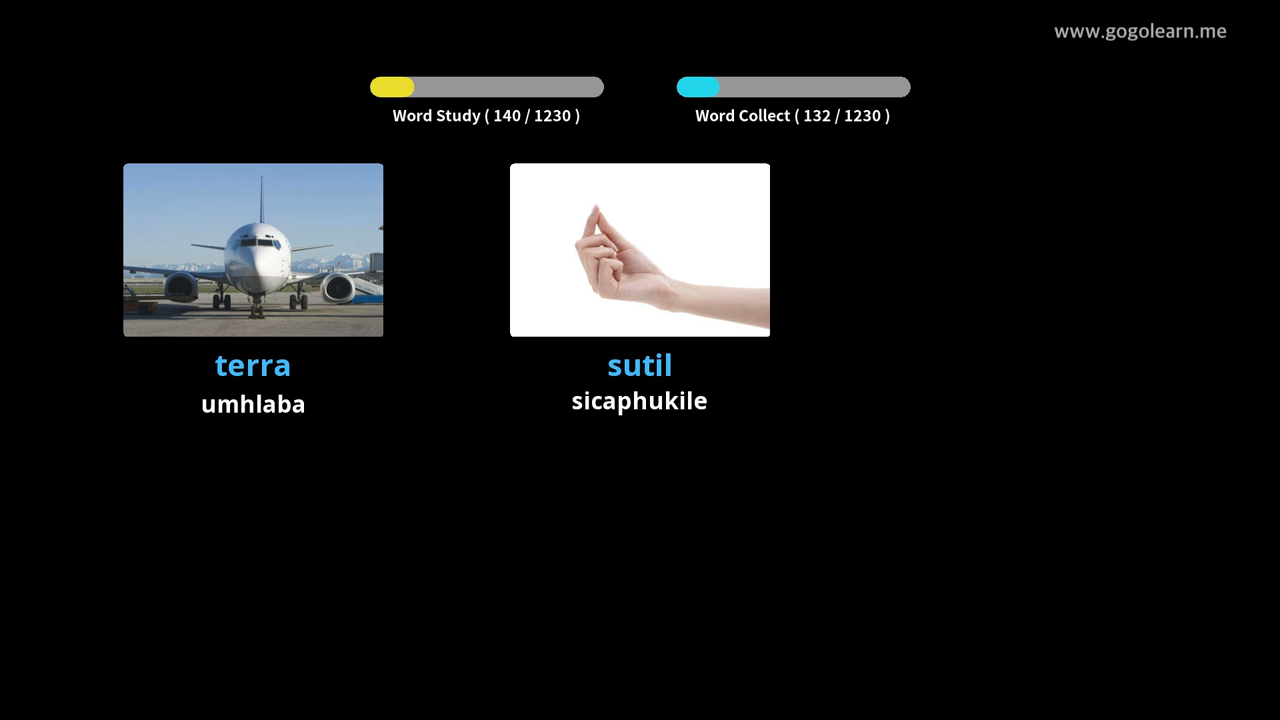 www.gogolearn.me
Word Study ( 140 / 1230 )
Word Collect ( 132 / 1230 )
terra
umhlaba
sutil
sicaphukile